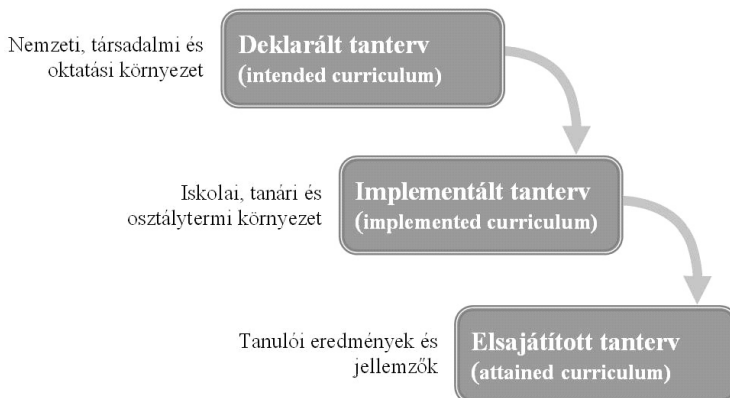 Nemzeti, társadalmi és
oktatási környezet
Deklarált tanterv
(intended curriculum)
Iskolai, tanári és
osztálytermi környezet
Implementált tanterv
(implemented curriculum)
Tanulói eredmények és
jellemzők
Elsajátított tanterv
(attained curriculum)